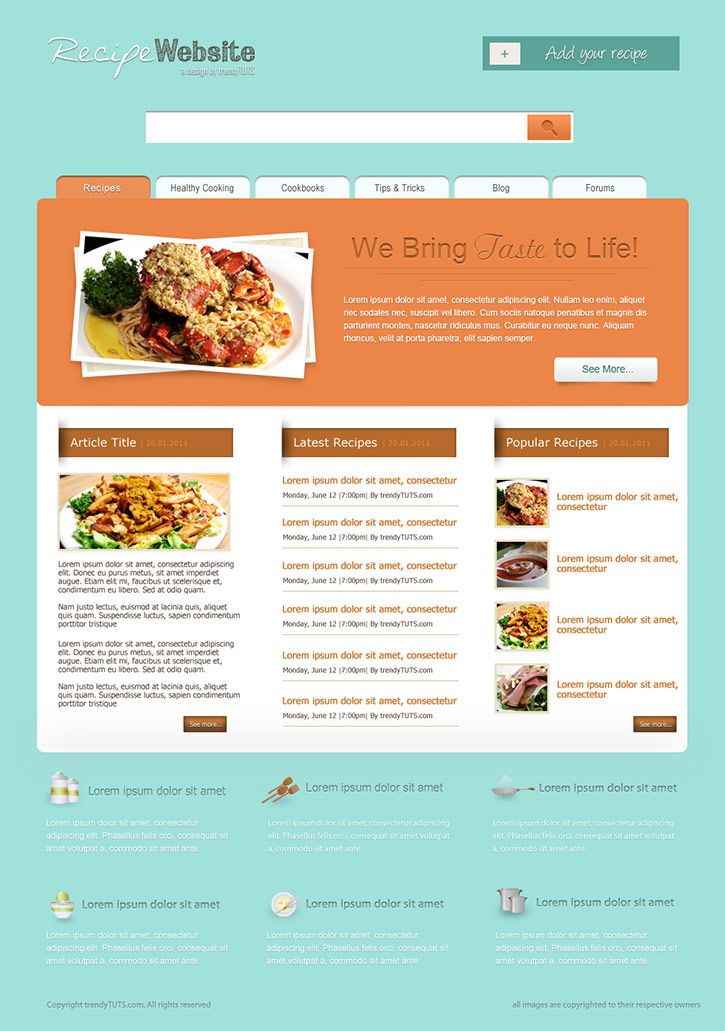 RecipeWebsite
a design by trendyTUTS
+ Add your recipe
Recipes
Healthy Cooking
Cookbooks
Tips & Tricks
Blog
Forums
We Bring Taste to Life!
Lorem ipsum dolor sit amet, consectetur adipiscing elit. Nullam leo enim, aliquet
nec sodales nec, suscipit vel libero. Cum sociis natoque penatibus et magnis dis
parturient montes, nascetur ridiculus mus. Curabitur eu neque nunc. Aliquam
rhoncus, velit at porta pharetra, elit sapien semper.
See More...
Article Title | 20.01.2011
Lorem ipsum dolor sit amet, consectetur adipiscing
elit. Donec eu purus metus, sit amet dignissim
augue. Etiam elit mi, faucibus ut scelerisque et,
condimentum eu libero. Sed at odio quam.
Nam justo lectus, euismod at lacinia quis, aliquet
quis quam. Suspendisse luctus, sapien condimentum
porttitor tristique
Lorem ipsum dolor sit amet, consectetur adipiscing
elit. Donec eu purus metus, sit amet dignissim
augue. Etiam elit mi, faucibus ut scelerisque et,
condimentum eu libero. Sed at odio quam.
Nam justo lectus, euismod at lacinia quis, aliquet
quis quam. Suspendisse luctus, sapien condimentum
porttitor tristique
See more...
Latest Recipes | 20.01.2011
Lorem ipsum dolor sit amet, consectetur
Monday, June 12 |7:00pm| By trendyTUTS.com
Lorem ipsum dolor sit amet, consectetur
Monday, June 12 |7:00pm| By trendyTUTS.com
Lorem ipsum dolor sit amet, consectetur
Monday, June 12 |7:00pm| By trendyTUTS.com
Lorem ipsum dolor sit amet, consectetur
Monday, June 12 |7:00pm| By trendyTUTS.com
Lorem ipsum dolor sit amet, consectetur
Monday, June 12 |7:00pm| By trendyTUTS.com
Lorem ipsum dolor sit amet, consectetur
Monday, June 12 |7:00pm| By trendyTUTS.com
Popular Recipes | 20.01.2011
Lorem ipsum dolor sit amet,
consectetur
Lorem ipsum dolor sit amet,
consectetur
Lorem ipsum dolor sit amet,
consectetur
Lorem ipsum dolor sit amet,
consectetur
See more...
Lorem ipsum dolor sit amet
Lorem ipsum dolor sit amet, consectetur
adipiscing elit. Phasellus felis orci, consequat sit
amet volutpat a, commodo sit amet ante.
Lorem ipsum dolor sit amet
Lorem ipsum dolor sit amet, consectetur
adipiscing elit. Phasellus felis orci, consequat sit
amet volutpat a, commodo sit amet ante.
Lorem ipsum dolor sit amet
Lorem ipsum dolor sit amet, consectetur
adipiscing elit. Phasellus felis orci, consequat sit
amet volutpat a, commodo sit amet ante.
Lorem ipsum dolor sit amet
Lorem ipsum dolor sit amet, consectetur
adipiscing elit. Phasellus felis orci, consequat sit
amet volutpat a, commodo sit amet ante.
Lorem ipsum dolor sit amet
Lorem ipsum dolor sit amet, consectetur
adipiscing elit. Phasellus felis orci, consequat sit
amet volutpat a, commodo sit amet ante.
Lorem ipsum dolor sit amet
Lorem ipsum dolor sit amet, consectetur
adipiscing elit. Phasellus felis orci, consequat sit
amet volutpat a, commodo sit amet ante.
Copyright trendyTUTS.com. All rights reserved
all images are copyrighted to their respective owners